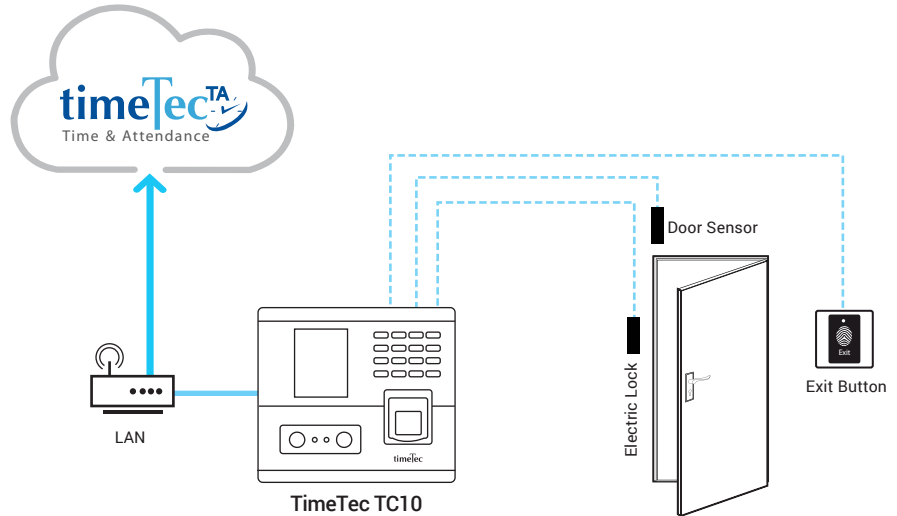 timeTec TA
Time & Attendance
Door Sensor
Exit
Exit Button
Electric Lock
LAN
timeTec
TimeTec TC10